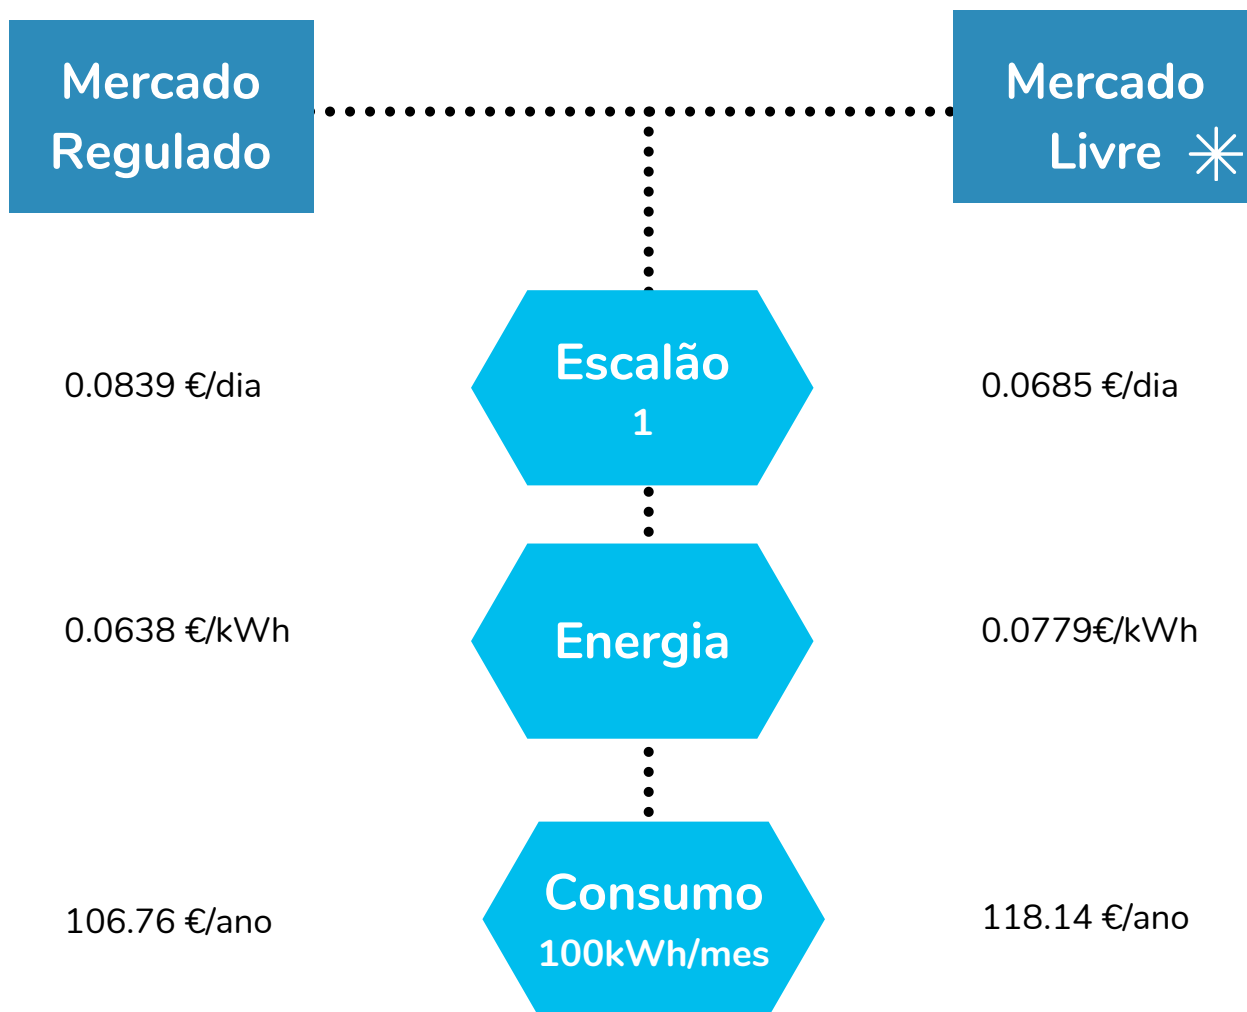 Mercado
Regulado
Mercado
Livre
Escalão
1
0.0839 €/dia
0.0685 €/dia
Energia
0.0638 €/kWh
0.0779€/kWh
Consumo
100kWh/mes
106.76 €/ano
118.14 €/ano